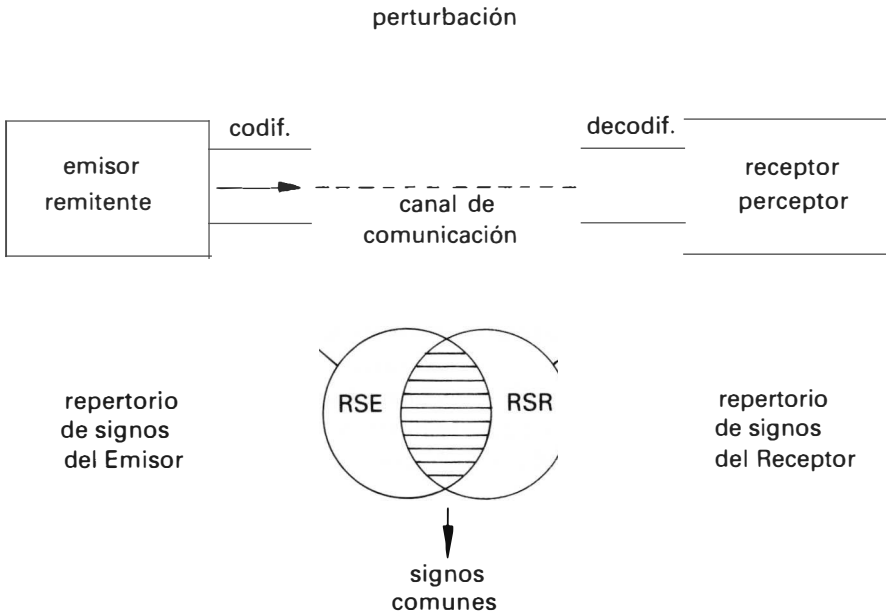 perturbación
codif.
decodif.
emisor
remitente
canal de
comunicación
receptor
perceptor
RSE
RSR
repertorio
de signos
del Emisor
repertorio
de signos
del Receptor
signos
comunes